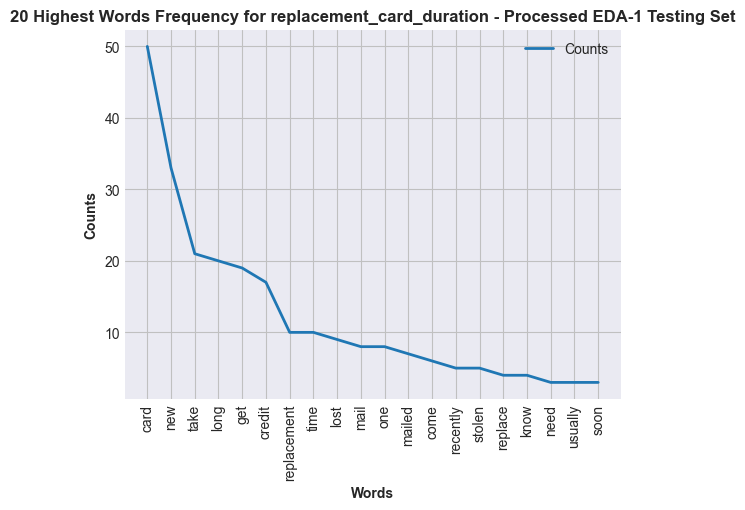 20 Highest Words Frequency for replacement_card_duration - Processed EDA-1 Testing Set
Counts
50
40
30
20
10
Counts
card
new
take
long
get
credit
replacement
time
lost
mail
one
mailed
come
recently
stolen
replace
know
need
usually
soon
Words